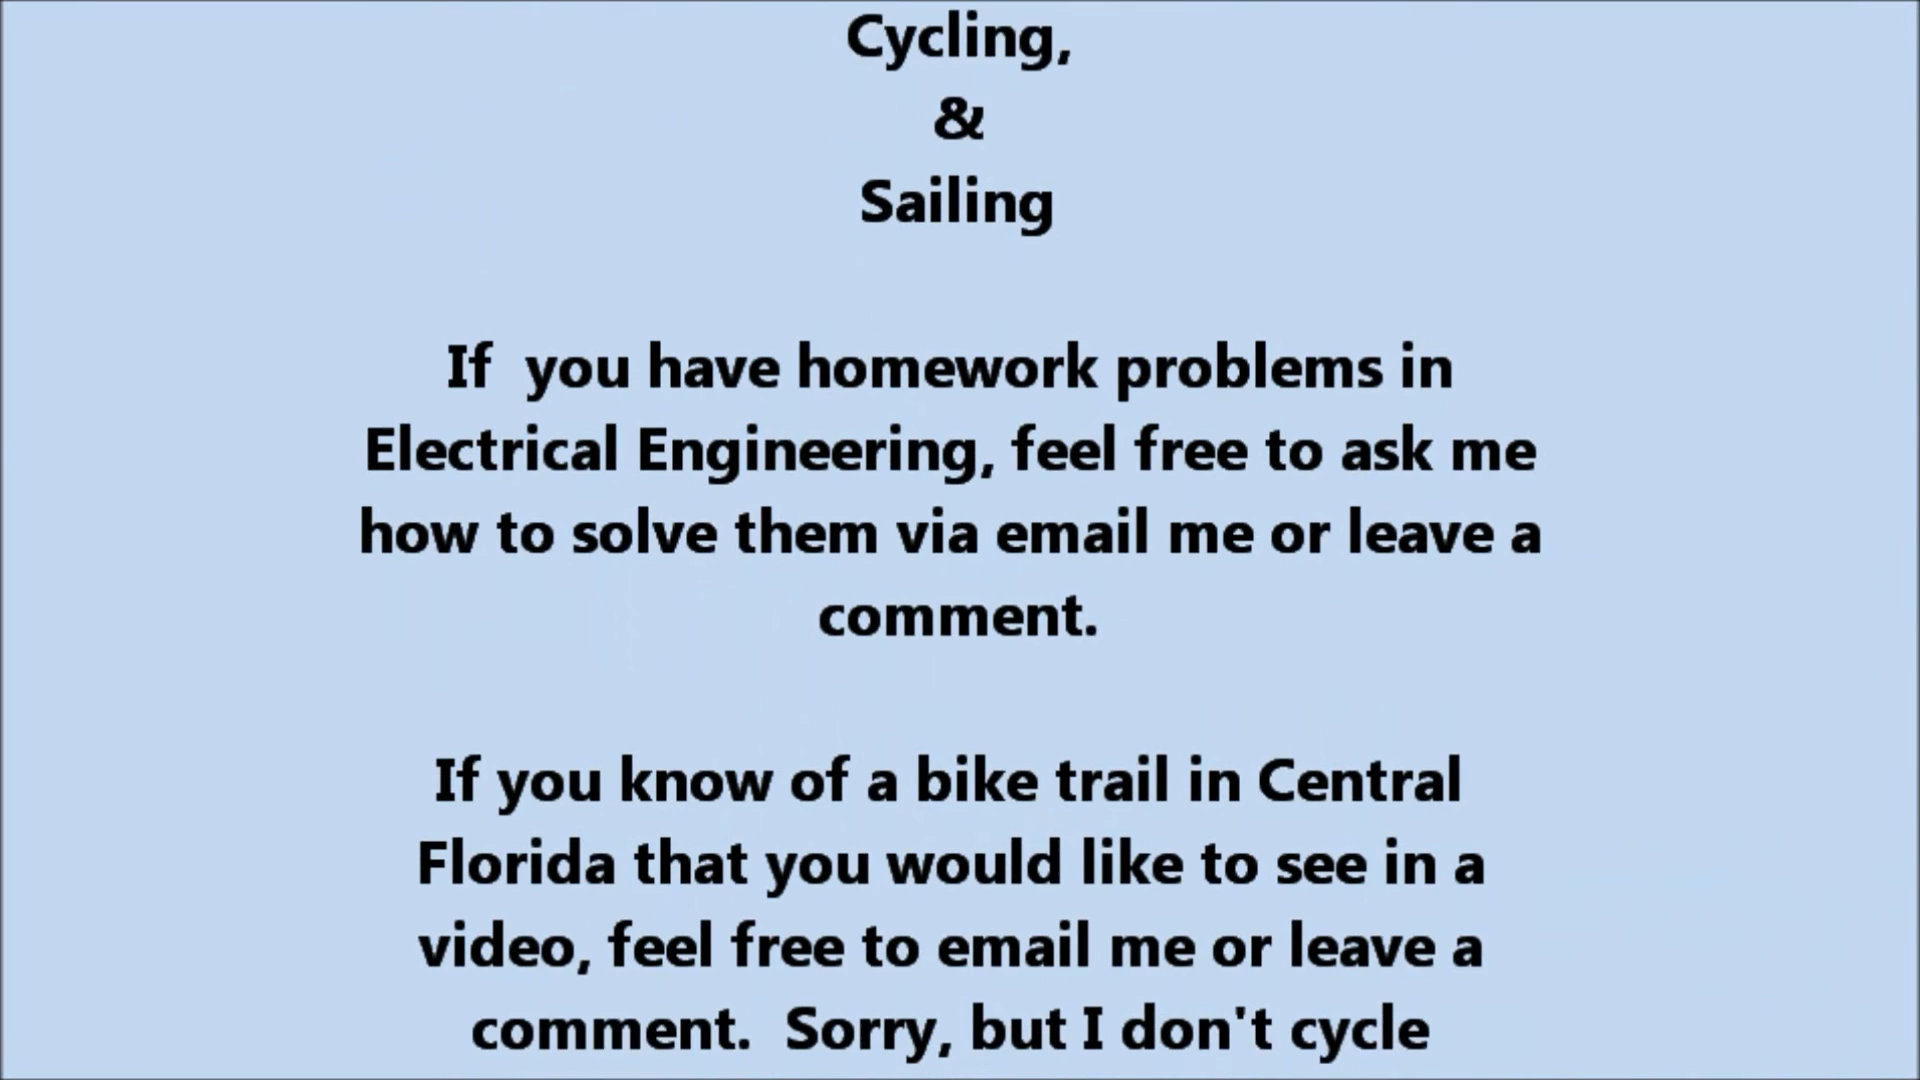 Cycling,
&
Sailing
If  you have homework problems in
Electrical Engineering, feel free to ask me
how to solve them via email me or leave a
comment.
If you know of a bike trail in Central
Florida that you would like to see in a
video, feel free to email me or leave a
comment.  Sorry, but I don't cycle